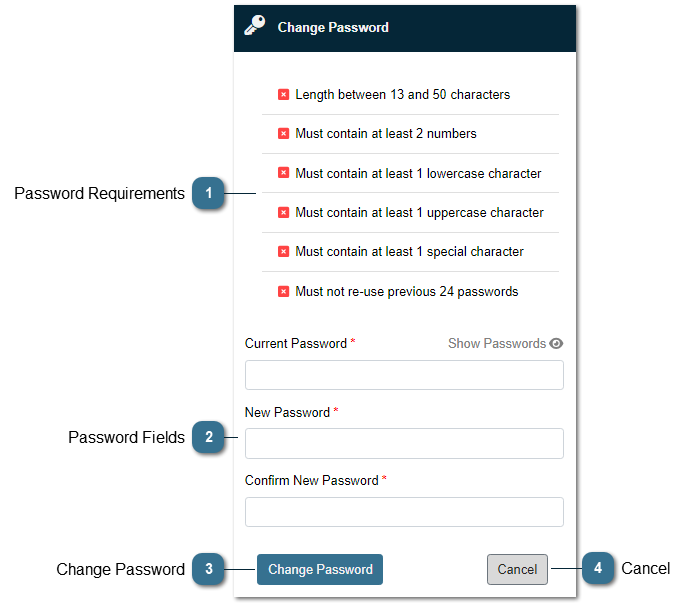 Change Password
Length between 13 and 50 characters
Must contain at least 2 numbers
Must contain at least 1 lowercase character
Password Requirements 1
Must contain at least 1 uppercase character
Must contain at least 1 special character
Must not re-use previous 24 passwords
Current Password * Show Passwords
New Password *
Password Fields 2
Confirm New Password *
Change Password 3 Change Password Cancel 4 Cancel